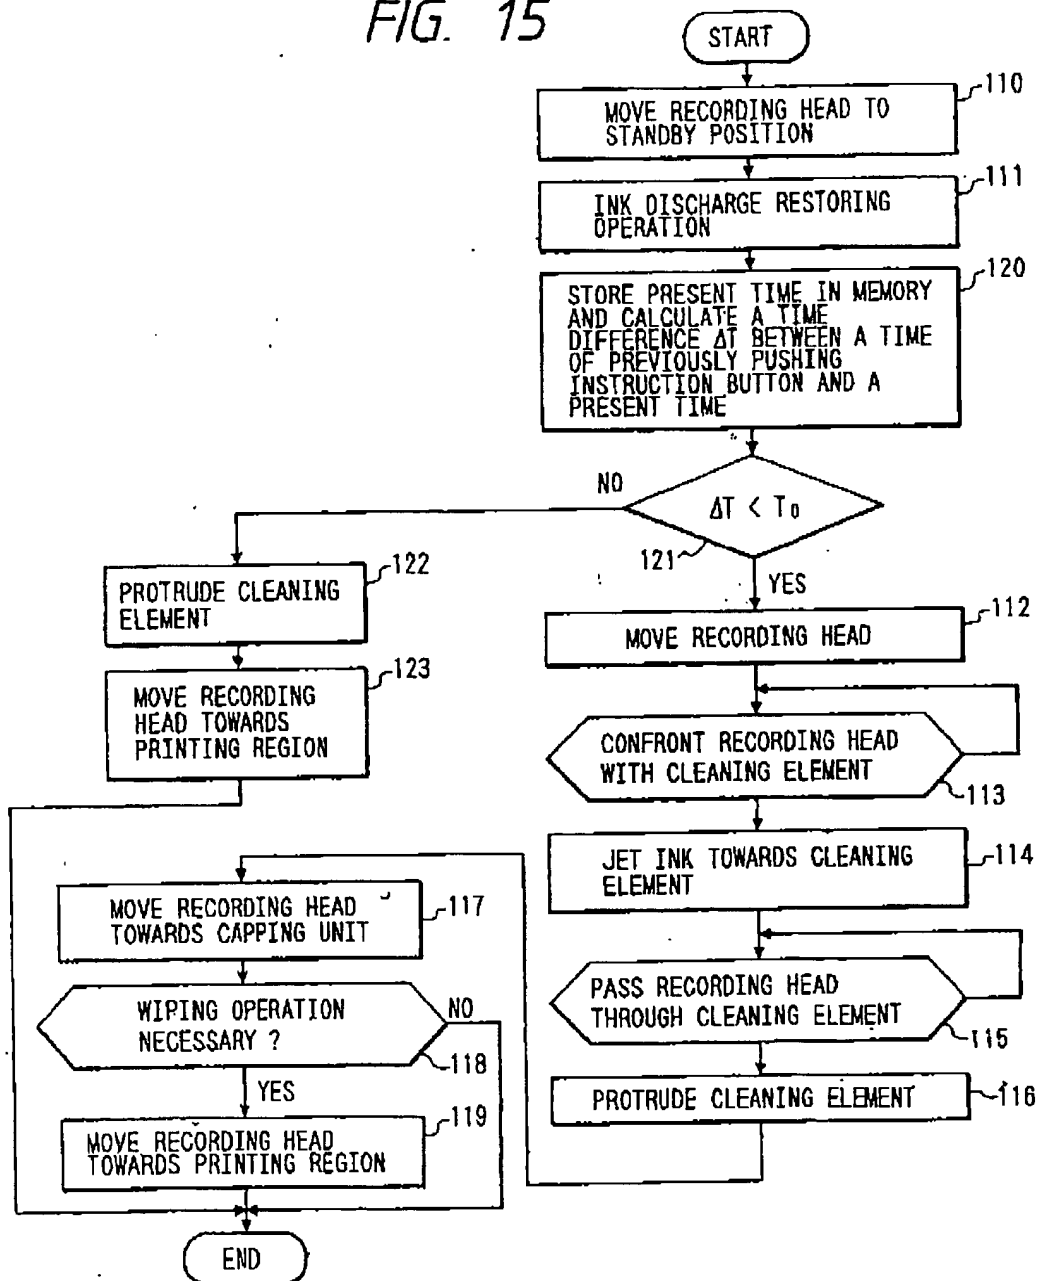 FIG. 15
START
110
MOVE RECORDING HEAD TO
STANDBY POSITION
111
INK DISCHARGE RESTORING
OPERATION
120
STORE PRESENT TIME IN MEMORY
AND CALCULATE A TIME
DIFFERENCE ΔT BETWEEN A TIME
OF PREVIOUSLY PUSHING
INSTRUCTION BUTTON AND A
PRESENT TIME
NO
ΔT < T₀
121
YES
122
PROTRUDE CLEANING
ELEMENT
123
MOVE RECORDING
HEAD TOWARDS
PRINTING REGION
112
MOVE RECORDING HEAD
CONFRONT RECORDING HEAD
WITH CLEANING ELEMENT
113
JET INK TOWARDS CLEANING
ELEMENT
114
PASS RECORDING HEAD
THROUGH CLEANING ELEMENT
115
PROTRUDE CLEANING ELEMENT
116
MOVE RECORDING HEAD
TOWARDS CAPPING UNIT
117
WIPING OPERATION
NECESSARY ?
NO
118
YES
119
MOVE RECORDING HEAD
TOWARDS PRINTING REGION
END